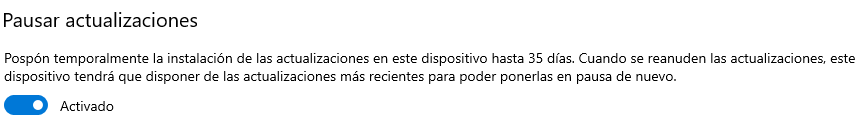 Pausar actualizaciones
Pospón temporalmente la instalación de las actualizaciones en este dispositivo hasta 35 días. Cuando se reanuden las actualizaciones, este
dispositivo tendrá que disponer de las actualizaciones más recientes para poder ponerlas en pausa de nuevo.
Activado